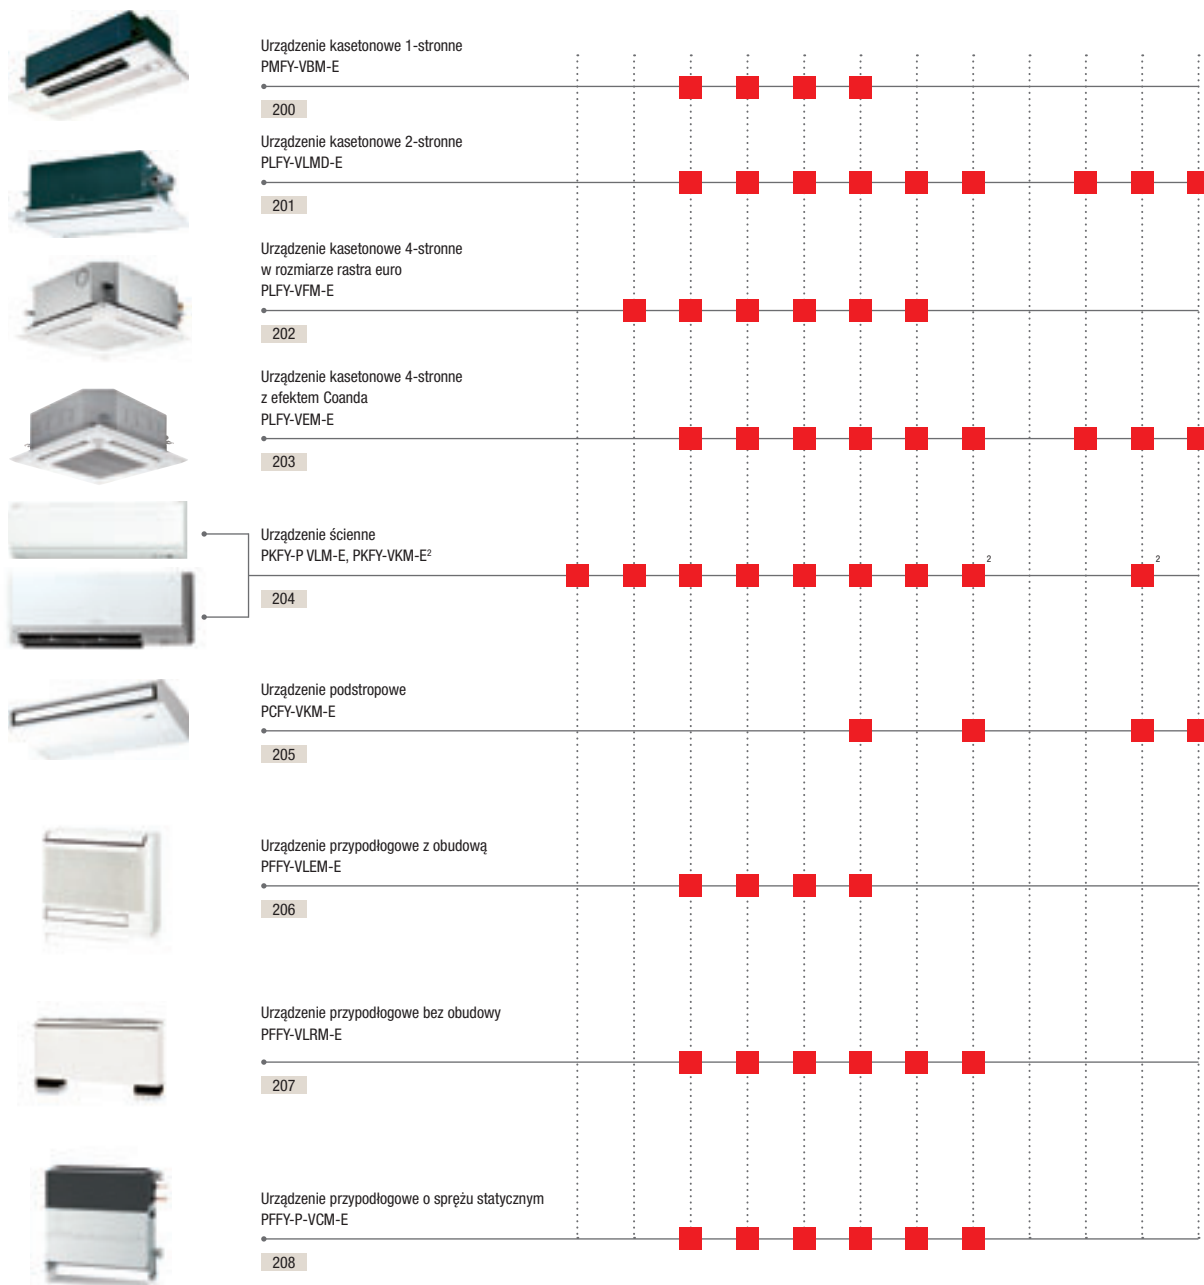 Urządzenie kasetonowe 1-stronne
PMFY-VBM-E
200
Urządzenie kasetonowe 2-stronne
PLFY-VLMD-E
201
Urządzenie kasetonowe 4-stronne
w rozmiarze rastra euro
PLFY-VFM-E
202
Urządzenie kasetonowe 4-stronne
z efektem Coanda
PLFY-VEM-E
203
Urządzenie ścienne
PKFY-P VLM-E, PKFY-VKM-E²
2
2
204
Urządzenie podstropowe
PCFY-VKM-E
205
Urządzenie przypodłogowe z obudową
PFFY-VLEM-E
206
Urządzenie przypodłogowe bez obudowy
PFFY-VLRM-E
207
Urządzenie przypodłogowe o sprężu statycznym
PFFY-P-VCM-E
208